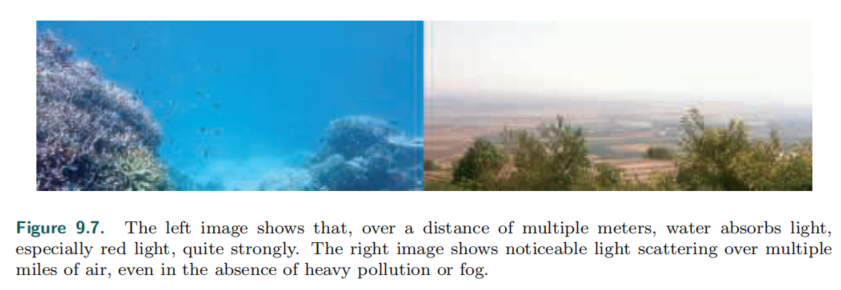 Figure 9.7. The left image shows that, over a distance of multiple meters, water absorbs light,
especially red light, quite strongly. The right image shows noticeable light scattering over multiple
miles of air, even in the absence of heavy pollution or fog.